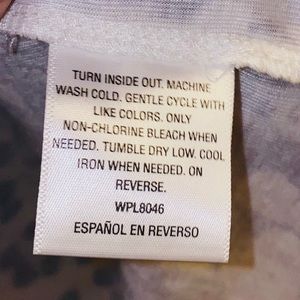 TURN INSIDE OUT. MACHINE
WASH COLD. GENTLE CYCLE WITH
LIKE COLORS. ONLY
NON-CHLORINE BLEACH WHEN
NEEDED. TUMBLE DRY LOW. COOL
IRON WHEN NEEDED. ON
REVERSE.
WPL8046
ESPAÑOL EN REVERSO